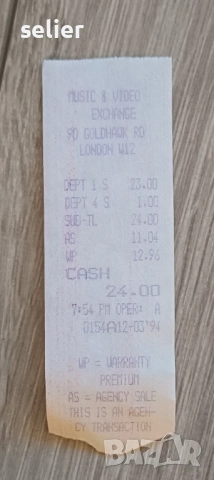 selier
MUSIC & VIDEO
EXCHANGE
90 GOLDHAWK RD
LONDON W12
DEPT 1 S 23.00
DEPT 4 S 1.00
SUB-TL 24.00
AS 11.04
WP 12.96
CASH
24.00
7:54 PM OPER: A
0154A12-03'94
WP = WARRANTY
PREMIUM
AS = AGENCY SALE
THIS IS AN AGEN-
CY TRANSACTION
BAZAR